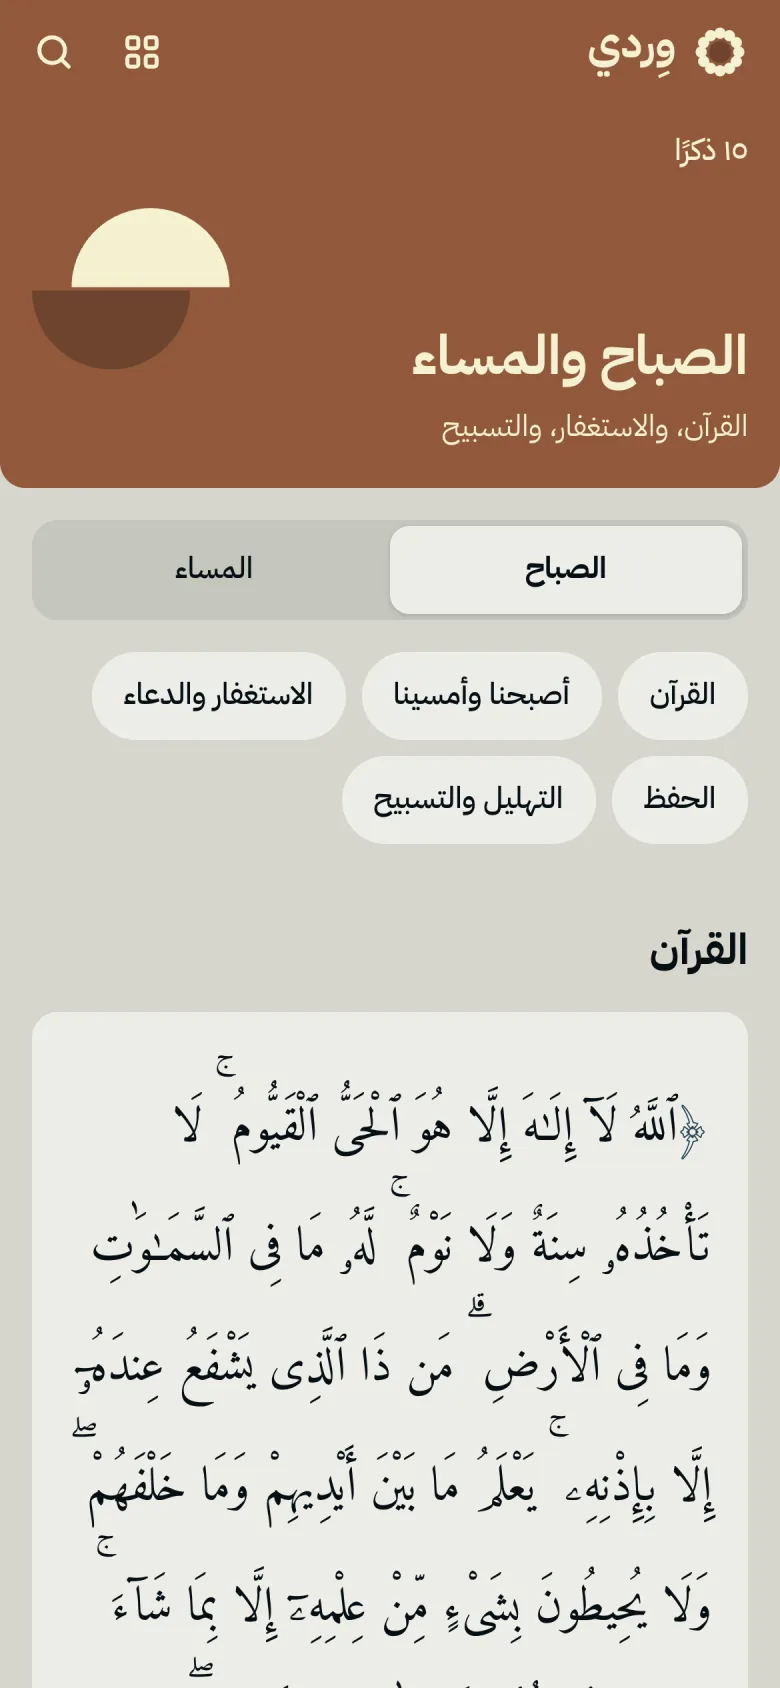 وِردي
١٥ ذكرًا
الصباح والمساء
القرآن، والاستغفار، والتسبيح
الصباح
المساء
القرآن
أصبحنا وأمسينا
الاستغفار والدعاء
الحفظ
التهليل والتسبيح
القرآن
﴿ٱللَّهُ لَآ إِلَـٰهَ إِلَّا هُوَ ٱلْحَىُّ ٱلْقَيُّومُ ۚ لَا
تَأْخُذُهُۥ سِنَةٌ وَلَا نَوْمٌ ۚ لَّهُۥ مَا فِى ٱلسَّمَـٰوَٰتِ
وَمَا فِى ٱلْأَرْضِ ۗ مَن ذَا ٱلَّذِى يَشْفَعُ عِندَهُۥٓ
إِلَّا بِإِذْنِهِۦ ۚ يَعْلَمُ مَا بَيْنَ أَيْدِيهِمْ وَمَا خَلْفَهُمْ ۖ
وَلَا يُحِيطُونَ بِشَىْءٍ مِّنْ عِلْمِهِۦٓ إِلَّا بِمَا شَآءَ ۚ